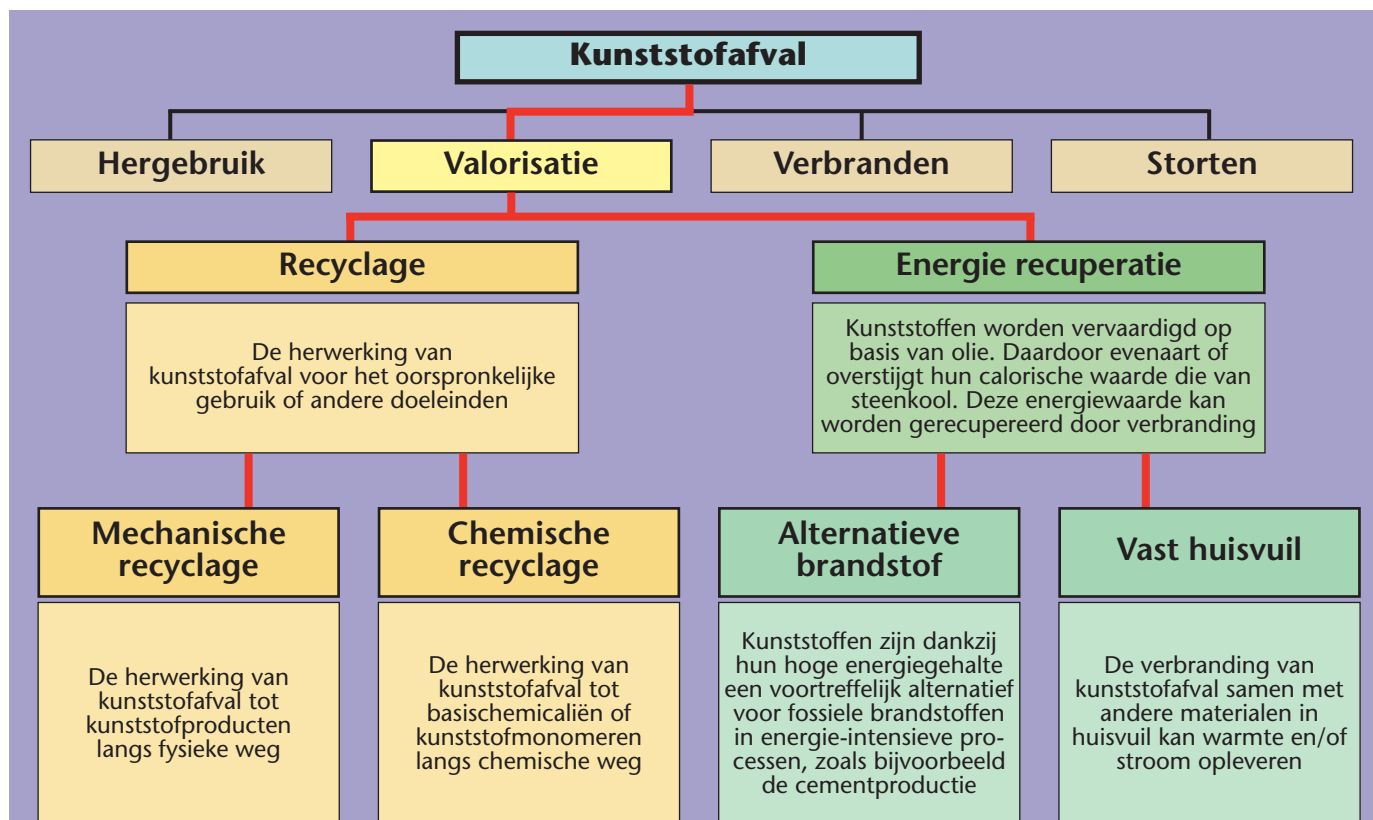 Kunststofafval
Hergebruik
Valorisatie
Verbranden
Storten
Recyclage
Energie recuperatie
De herwerking van
kunststofafval voor het oorspronkelijke
gebruik of andere doeleinden
Kunststoffen worden vervaardigd op
basis van olie. Daardoor evenaart of
overstijgt hun calorische waarde die van
steenkool. Deze energiewaarde kan
worden gerecupereerd door verbranding
Mechanische
recyclage
Chemische
recyclage
Alternatieve
brandstof
Vast huisvuil
De herwerking van
kunststofafval tot
kunststofproducten
langs fysieke weg
De herwerking van
kunststofafval tot
basischemicaliën of
kunststofmonomeren
langs chemische weg
Kunststoffen zijn dankzij
hun hoge energiegehalte
een voortreffelijk alternatief
voor fossiele brandstoffen
in energie-intensieve pro-
cessen, zoals bijvoorbeeld
de cementproductie
De verbranding van
kunststofafval samen met
andere materialen in
huisvuil kan warmte en/of
stroom opleveren